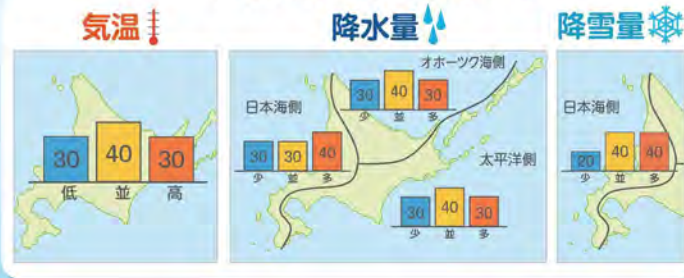 気温
30 40 30
低 並 高
降水量
オホーツク海側
30 40 30
少 並 多
日本海側
30 30 40
少 並 多
太平洋側
30 40 30
少 並 多
降雪量
日本海側
20 40 40
少 並 多